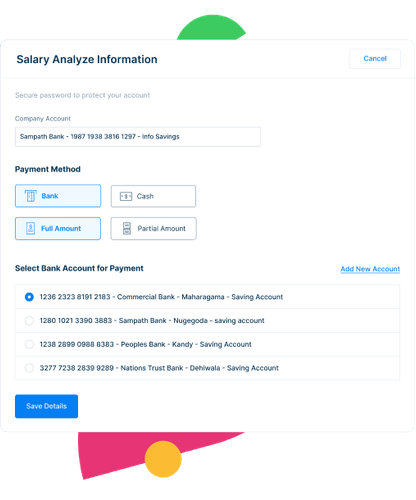 Salary Analyze Information
Cancel
Secure password to protect your account
Company Account
Sampath Bank - 1987 1938 3816 1297 - Info Savings
Payment Method
Bank
Cash
Full Amount
Partial Amount
Select Bank Account for Payment
Add New Account
1236 2323 8191 2183 - Commercial Bank - Maharagama - Saving Account
1280 1021 3390 3883 - Sampath Bank - Nugegoda - saving account
1238 2899 0988 8383 - Peoples Bank - Kandy - Saving Account
3277 7238 2839 9289 - Nations Trust Bank - Dehiwala - Saving Account
Save Details